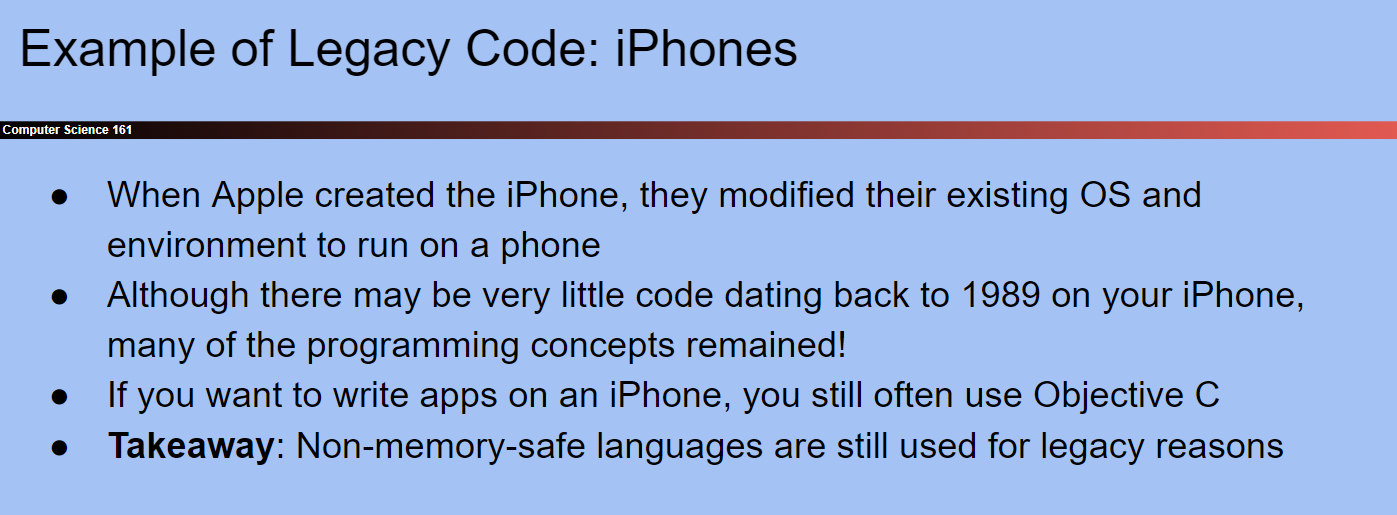 Example of Legacy Code: iPhones
Computer Science 161
● When Apple created the iPhone, they modified their existing OS and
environment to run on a phone
● Although there may be very little code dating back to 1989 on your iPhone,
many of the programming concepts remained!
● If you want to write apps on an iPhone, you still often use Objective C
● Takeaway: Non-memory-safe languages are still used for legacy reasons